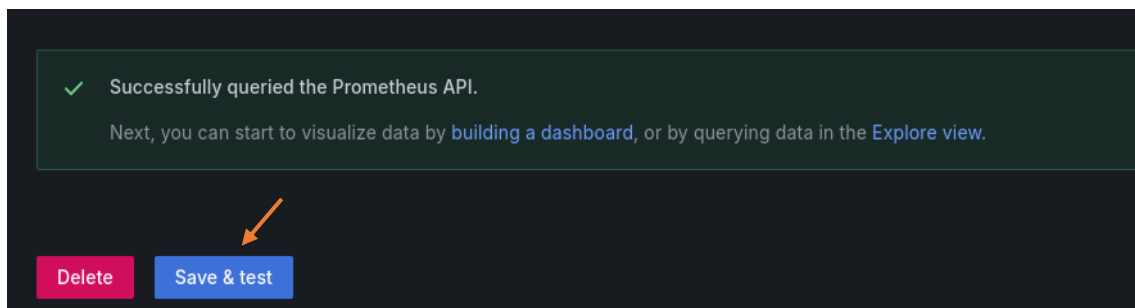 Successfully queried the Prometheus API.
Next, you can start to visualize data by building a dashboard, or by querying data in the Explore view.
Delete
Save & test